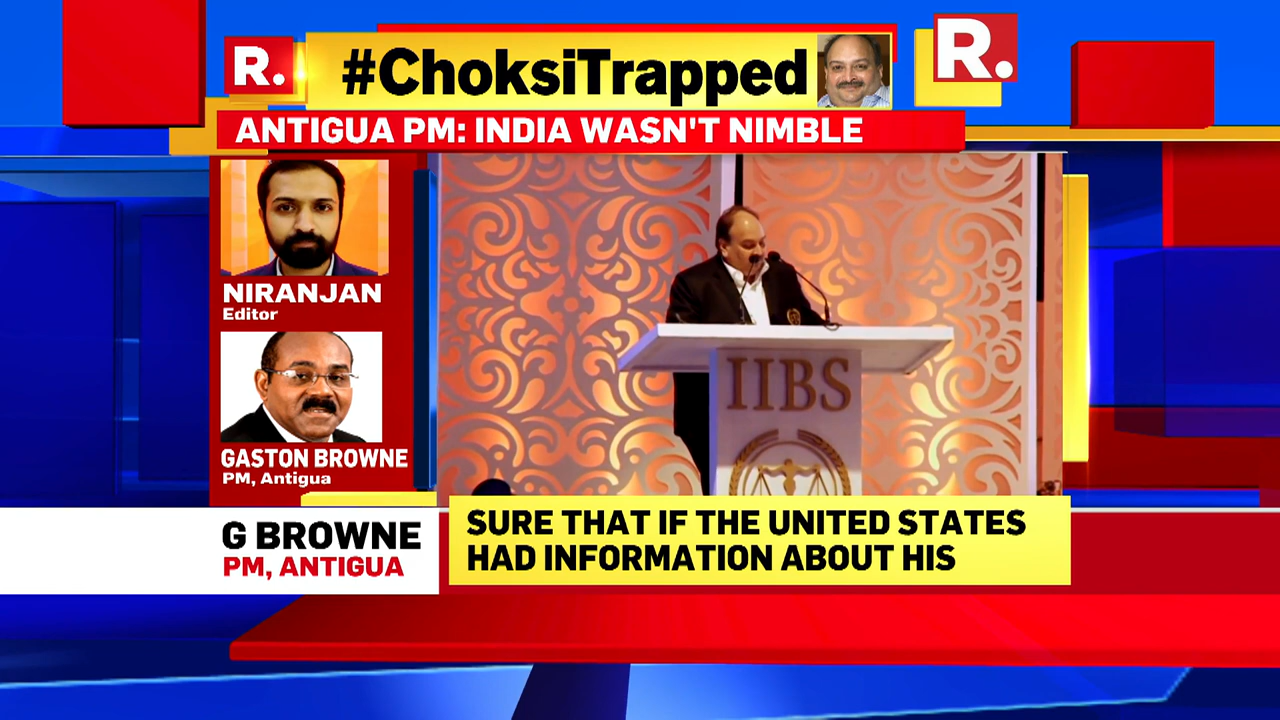 R.
#ChoksiTrapped
R.
ANTIGUA PM: INDIA WASN'T NIMBLE
NIRANJAN
Editor
GASTON BROWNE
PM, Antigua
IIBS
G BROWNE
PM, ANTIGUA
SURE THAT IF THE UNITED STATES
HAD INFORMATION ABOUT HIS